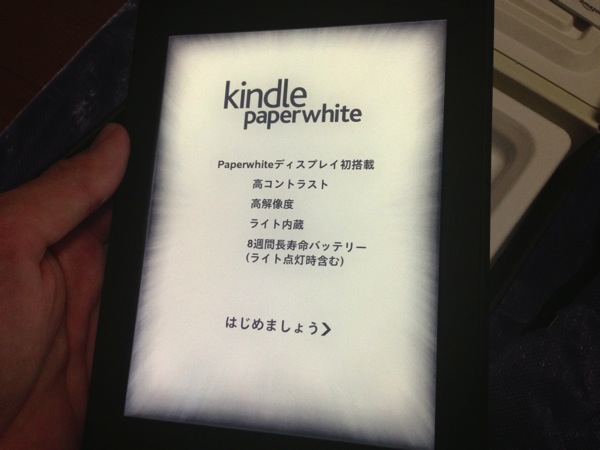 kindle
paperwhite
Paperwhiteディスプレイ初搭載
高コントラスト
高解像度
ライト内蔵
8週間長寿命バッテリー
(ライト点灯時含む)
はじめましょう❯